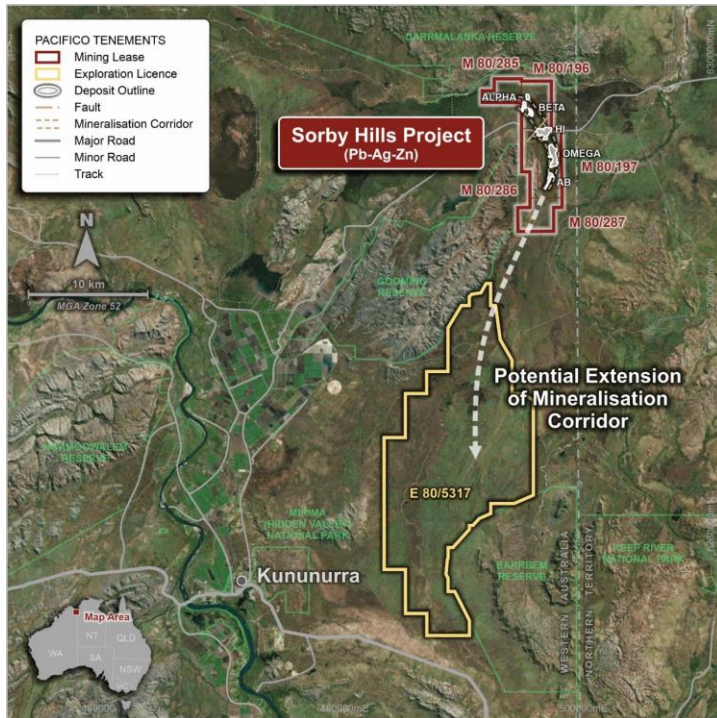 PACIFICO TENEMENTS
Mining Lease
Exploration Licence
Deposit Outline
Fault
Mineralisation Corridor
Major Road
Minor Road
Track
DARRMALANKA RESERVE
M 80/285
M 80/196
ALPHA
BETA
HI
OMEGA
M 80/197
AB
M 80/286
M 80/287
Sorby Hills Project
(Pb-Ag-Zn)
N
10 km
MGA Zone 52
GOOMING
RESERVE
Potential Extension
of Mineralisation
Corridor
E 80/5317
RESERVE
MIRIMA
(HIDDEN VALLEY)
NATIONAL PARK
Kununurra
BARRBEM
RESERVE
KEEP RIVER
NATIONAL PARK
WESTERN AUSTRALIA
NORTHERN TERRITORY
Map Area
WA
NT
QLD
SA
NSW